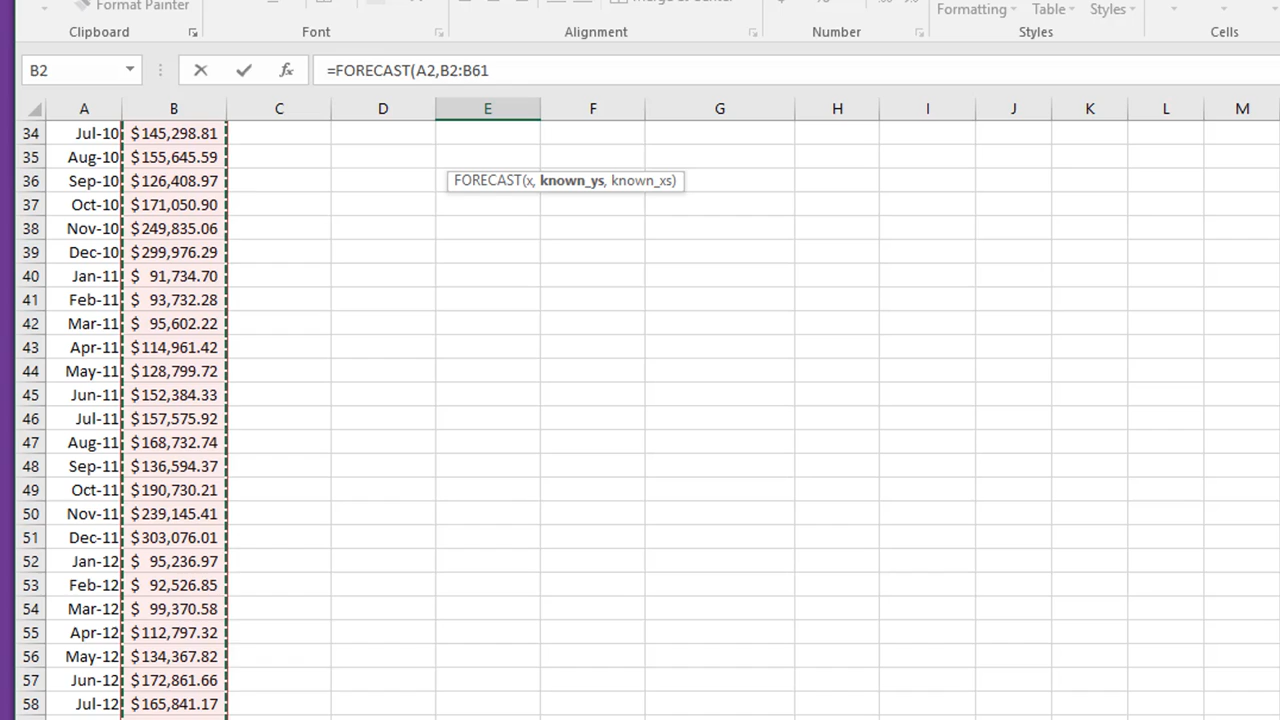 Format Painter
Merge & Center
Formatting Table Styles
Clipboard Font Alignment Number Styles Cells
B2 fx =FORECAST(A2,B2:B61
A B C D E F G H I J K L M
34 Jul-10 $145,298.81
35 Aug-10 $155,645.59
36 Sep-10 $126,408.97 FORECAST(x, known_ys, known_xs)
37 Oct-10 $171,050.90
38 Nov-10 $249,835.06
39 Dec-10 $299,976.29
40 Jan-11 $ 91,734.70
41 Feb-11 $ 93,732.28
42 Mar-11 $ 95,602.22
43 Apr-11 $114,961.42
44 May-11 $128,799.72
45 Jun-11 $152,384.33
46 Jul-11 $157,575.92
47 Aug-11 $168,732.74
48 Sep-11 $136,594.37
49 Oct-11 $190,730.21
50 Nov-11 $239,145.41
51 Dec-11 $303,076.01
52 Jan-12 $ 95,236.97
53 Feb-12 $ 92,526.85
54 Mar-12 $ 99,370.58
55 Apr-12 $112,797.32
56 May-12 $134,367.82
57 Jun-12 $172,861.66
58 Jul-12 $165,841.17